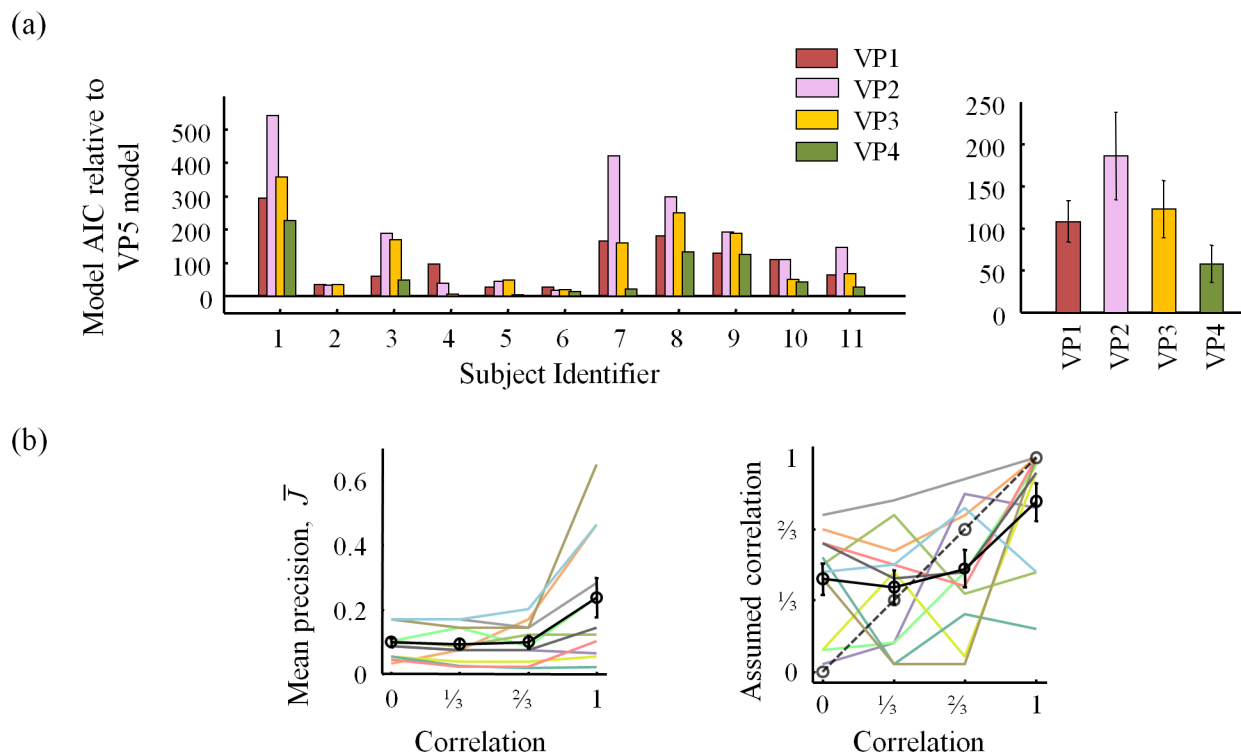 (a)
Model AIC relative to
VP5 model
500
400
300
200
100
0
1 2 3 4 5 6 7 8 9 10 11
Subject Identifier
VP1
VP2
VP3
VP4
250
200
150
100
50
0
VP1 VP2 VP3 VP4
(b)
Mean precision, J̅
0.6
0.4
0.2
0
0 ⅓ ⅔ 1
Correlation
Assumed correlation
1
⅔
⅓
0
0 ⅓ ⅔ 1
Correlation